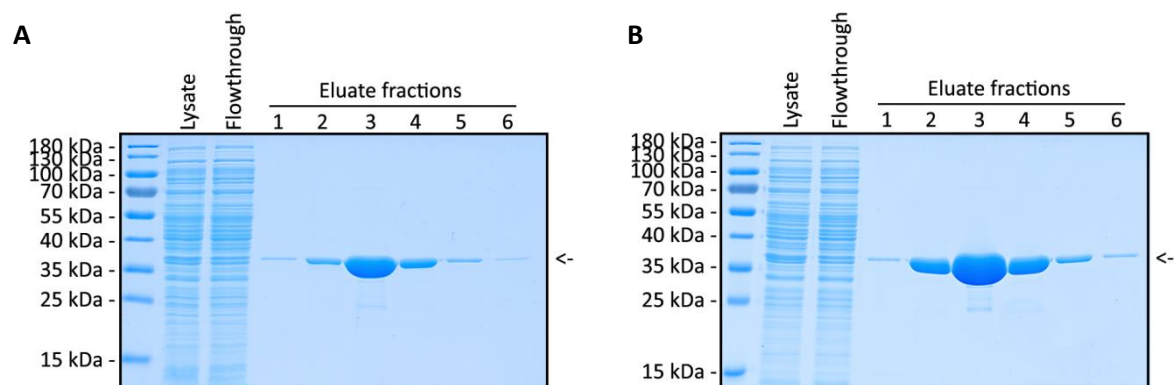 A
Lysate
Flowthrough
Eluate fractions
1 2 3 4 5 6
180 kDa -
130 kDa -
100 kDa -
70 kDa -
55 kDa -
40 kDa -
35 kDa -
25 kDa -
15 kDa -
<-
B
Lysate
Flowthrough
Eluate fractions
1 2 3 4 5 6
180 kDa -
130 kDa -
100 kDa -
70 kDa -
55 kDa -
40 kDa -
35 kDa -
25 kDa -
15 kDa -
<-